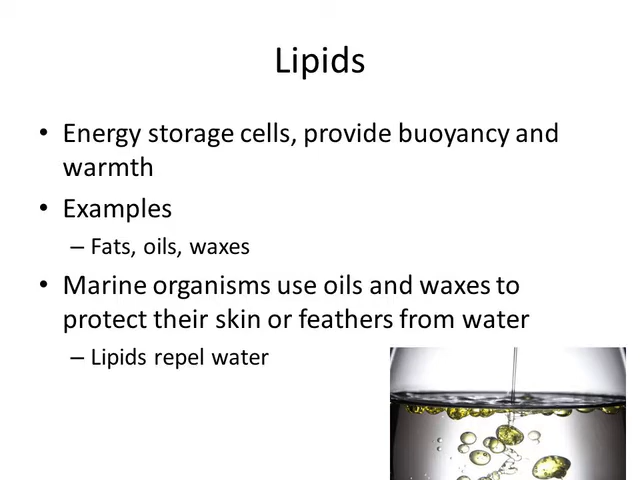 Lipids
• Energy storage cells, provide buoyancy and
warmth
• Examples
– Fats, oils, waxes
• Marine organisms use oils and waxes to
protect their skin or feathers from water
– Lipids repel water